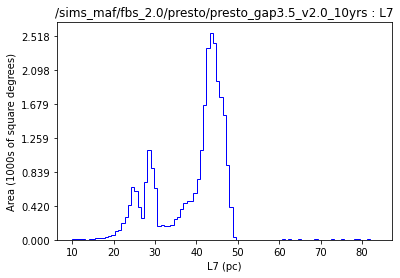 /sims_maf/fbs_2.0/presto/presto_gap3.5_v2.0_10yrs : L7
2.518
2.098
1.679
1.259
0.839
0.420
0.000
Area (1000s of square degrees)
10 20 30 40 50 60 70 80
L7 (pc)